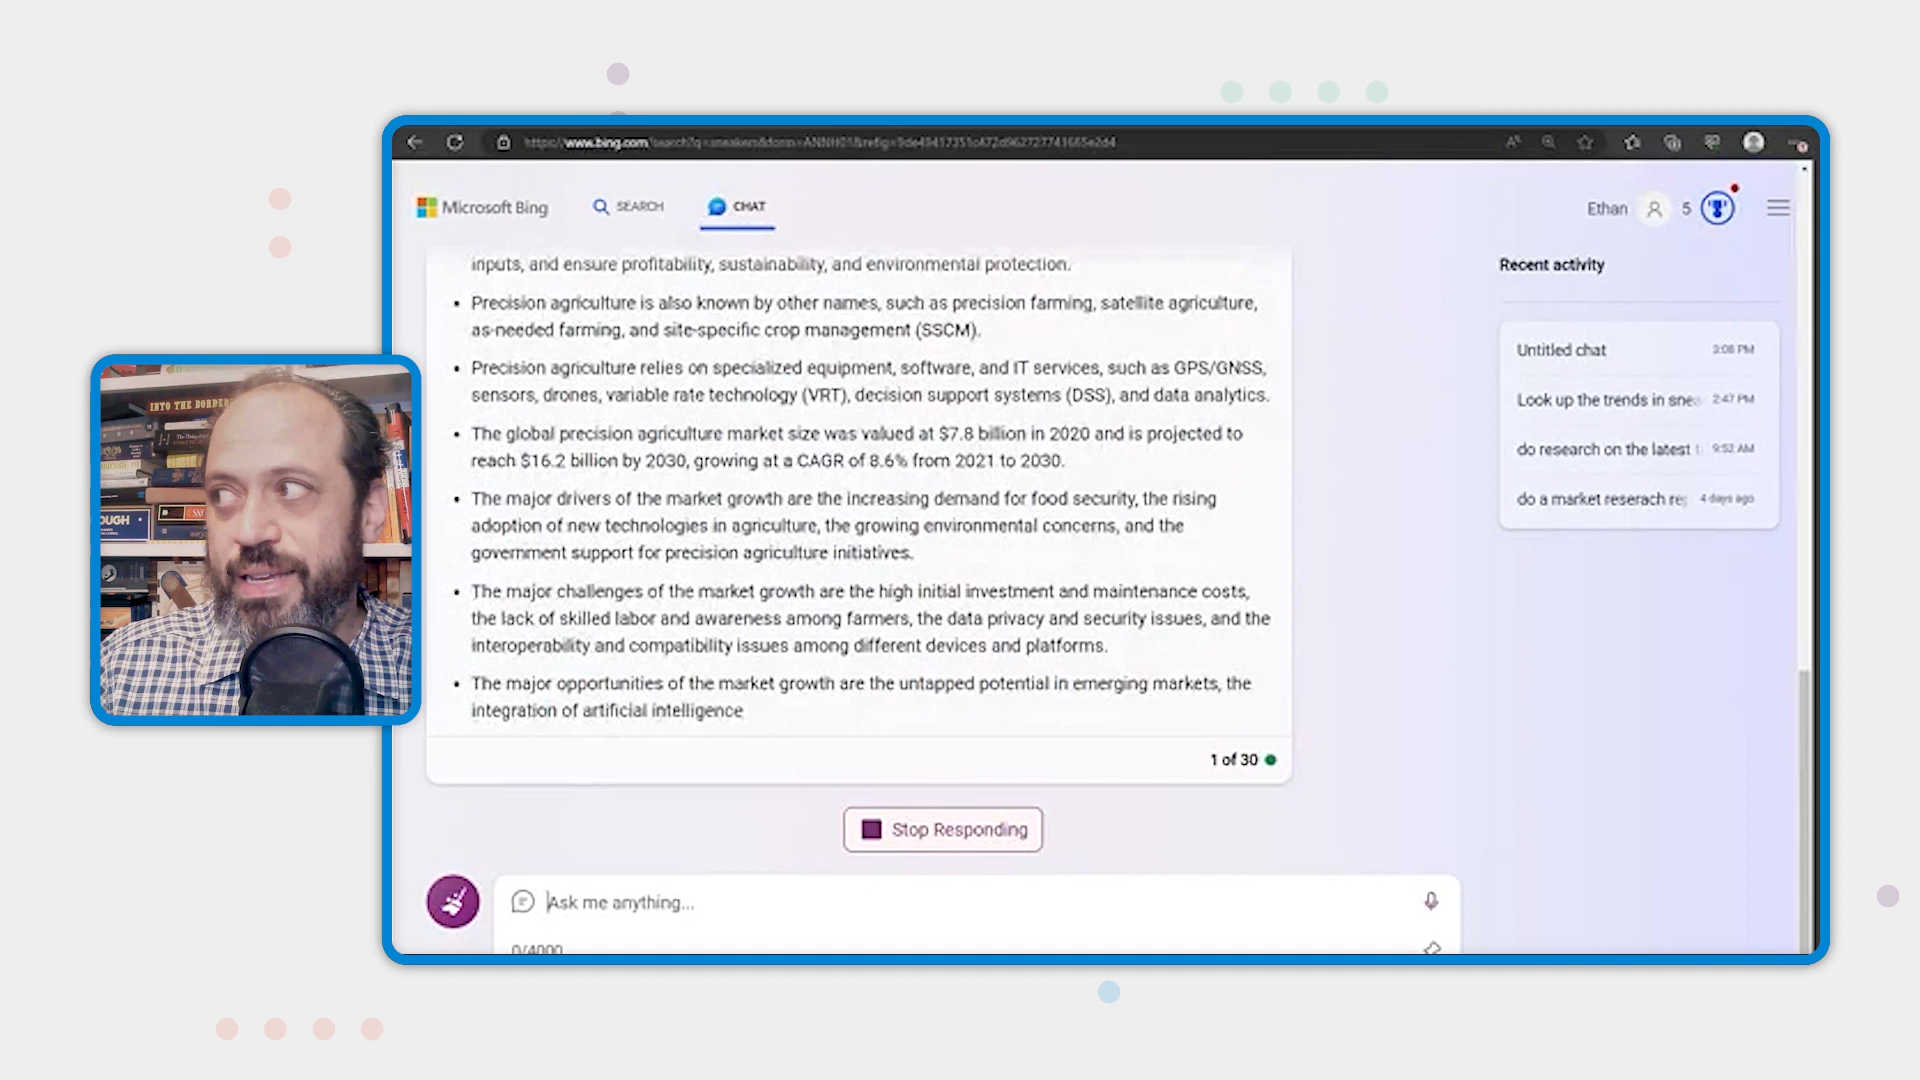 https://www.bing.com
Microsoft Bing
SEARCH
CHAT
Ethan
5
inputs, and ensure profitability, sustainability, and environmental protection.
• Precision agriculture is also known by other names, such as precision farming, satellite agriculture,
as-needed farming, and site-specific crop management (SSCM).
• Precision agriculture relies on specialized equipment, software, and IT services, such as GPS/GNSS,
sensors, drones, variable rate technology (VRT), decision support systems (DSS), and data analytics.
• The global precision agriculture market size was valued at $7.8 billion in 2020 and is projected to
reach $16.2 billion by 2030, growing at a CAGR of 8.6% from 2021 to 2030.
• The major drivers of the market growth are the increasing demand for food security, the rising
adoption of new technologies in agriculture, the growing environmental concerns, and the
government support for precision agriculture initiatives.
• The major challenges of the market growth are the high initial investment and maintenance costs,
the lack of skilled labor and awareness among farmers, the data privacy and security issues, and the
interoperability and compatibility issues among different devices and platforms.
• The major opportunities of the market growth are the untapped potential in emerging markets, the
integration of artificial intelligence
1 of 30
Stop Responding
Ask me anything...
0/4000
Recent activity
Untitled chat 3:08 PM
Look up the trends in snea 2:47 PM
do research on the latest t 9:52 AM
do a market reserach re 4 days ago
INTO THE BORDER
OUGH